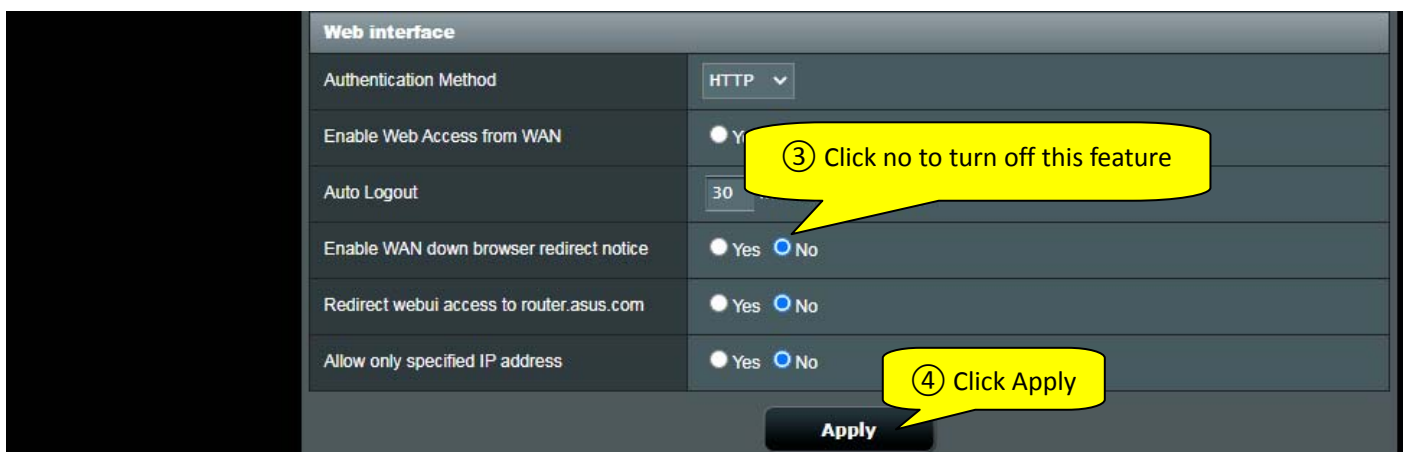 Web interface
Authentication Method HTTP
Enable Web Access from WAN
③ Click no to turn off this feature
Auto Logout 30
Enable WAN down browser redirect notice Yes No
Redirect webui access to router.asus.com Yes No
Allow only specified IP address Yes No
④ Click Apply
Apply